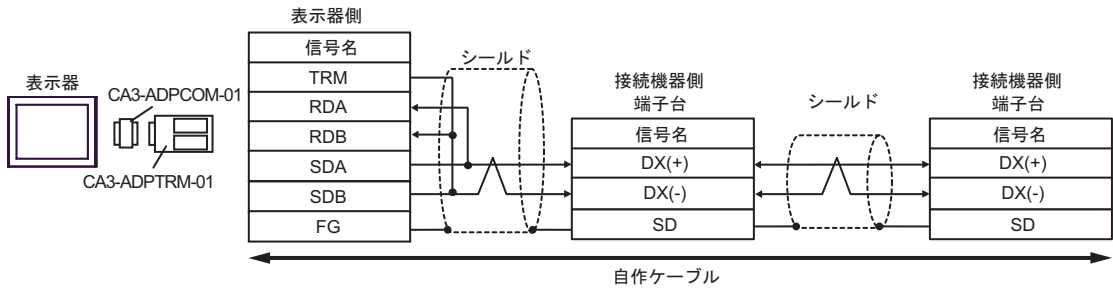 表示器
CA3-ADPCOM-01
CA3-ADPTRM-01
表示器側
信号名
TRM
RDA
RDB
SDA
SDB
FG
シールド
接続機器側
端子台
信号名
DX(+)
DX(-)
SD
シールド
接続機器側
端子台
信号名
DX(+)
DX(-)
SD
自作ケーブル